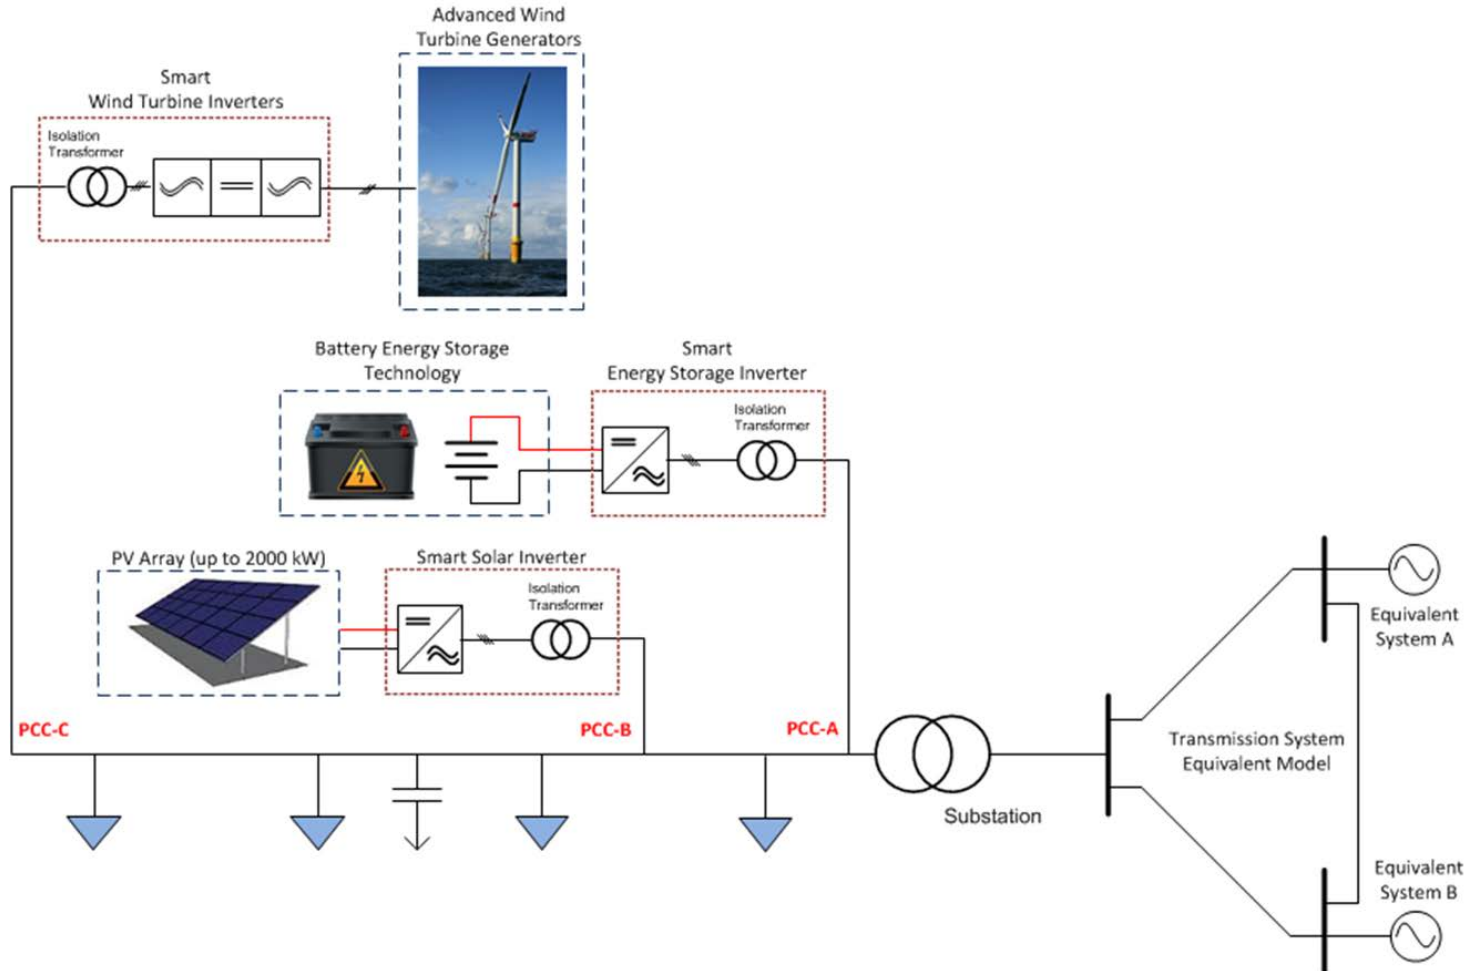 Advanced Wind
Turbine Generators
Smart
Wind Turbine Inverters
Isolation
Transformer
Battery Energy Storage
Technology
Smart
Energy Storage Inverter
Isolation
Transformer
PV Array (up to 2000 kW)
Smart Solar Inverter
Isolation
Transformer
Equivalent
System A
PCC-C
PCC-B
PCC-A
Transmission System
Equivalent Model
Substation
Equivalent
System B